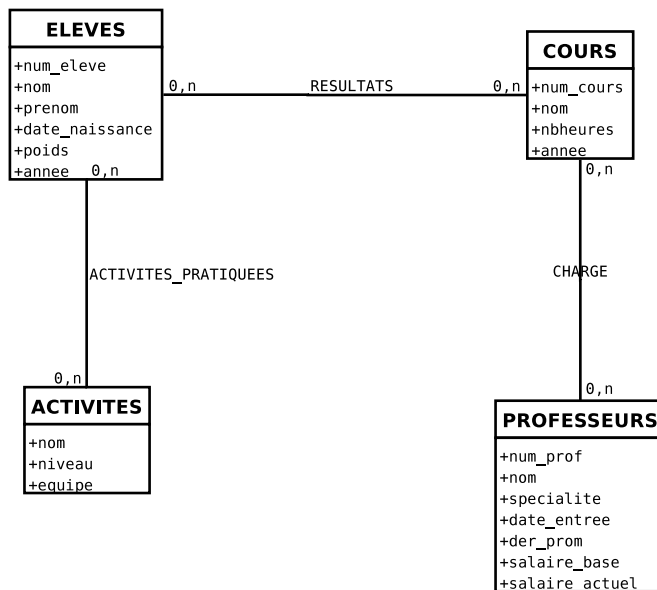 ELEVES
+num_eleve
+nom
+prenom
+date_naissance
+poids
+annee
0,n
RESULTATS
0,n
COURS
+num_cours
+nom
+nbheures
+annee
0,n
0,n
ACTIVITES_PRATIQUEES
CHARGE
0,n
ACTIVITES
+nom
+niveau
+equipe
0,n
PROFESSEURS
+num_prof
+nom
+specialite
+date_entree
+der_prom
+salaire_base
+salaire_actuel